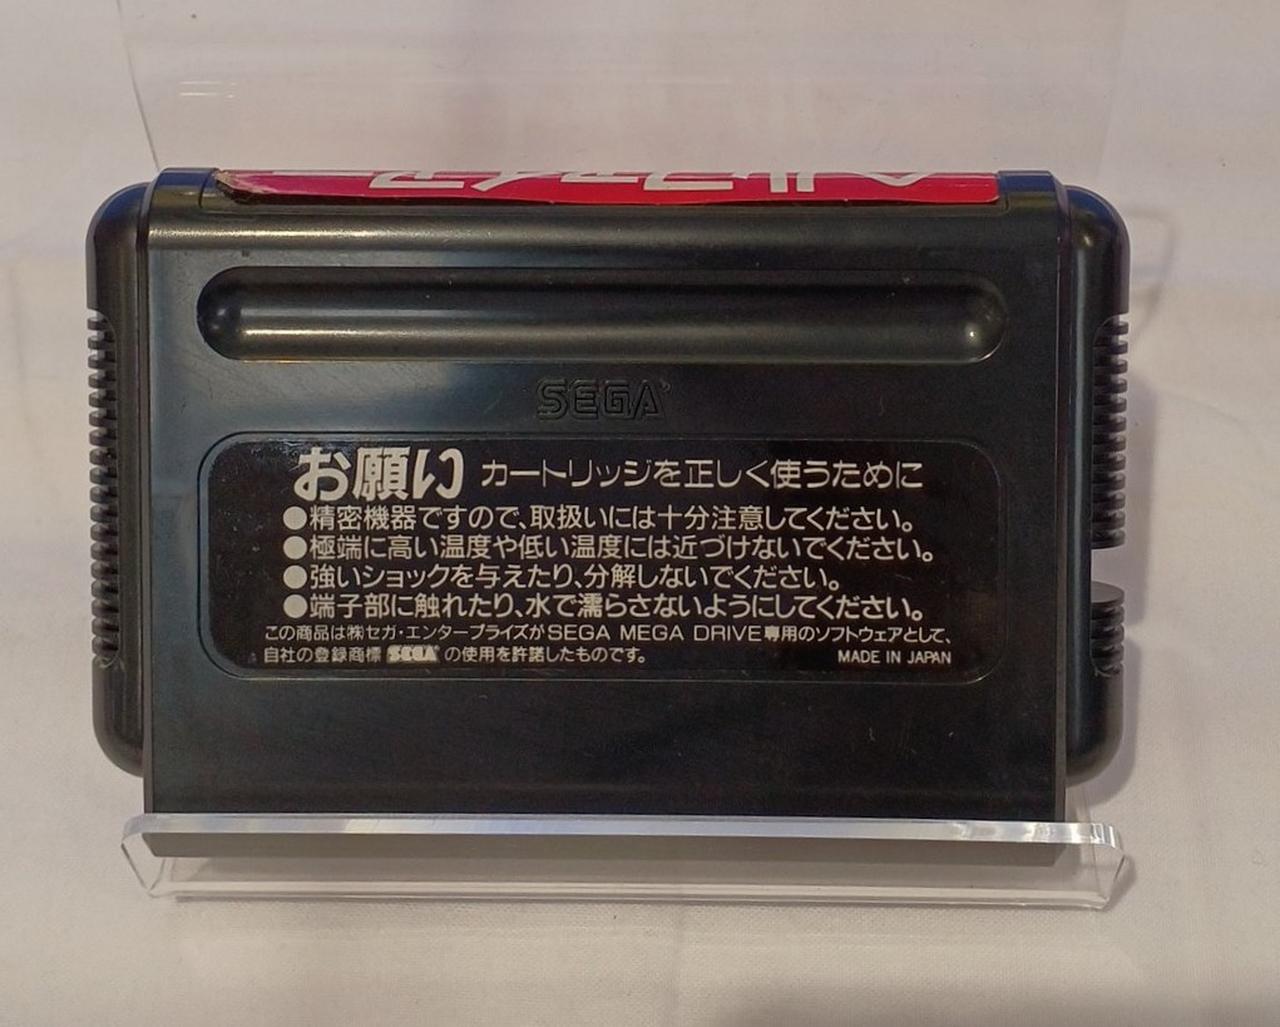 ヘルファイアー
SEGA
お願い カートリッジを正しく使うために
●精密機器ですので、取扱いには十分注意してください。
●極端に高い温度や低い温度には近づけないでください。
●強いショックを与えたり、分解しないでください。
●端子部に触れたり、水で濡らさないようにしてください。
この商品は㈱セガ・エンタープライズがSEGA MEGA DRIVE専用のソフトウェアとして、
自社の登録商標 SEGA® の使用を許諾したものです。 MADE IN JAPAN